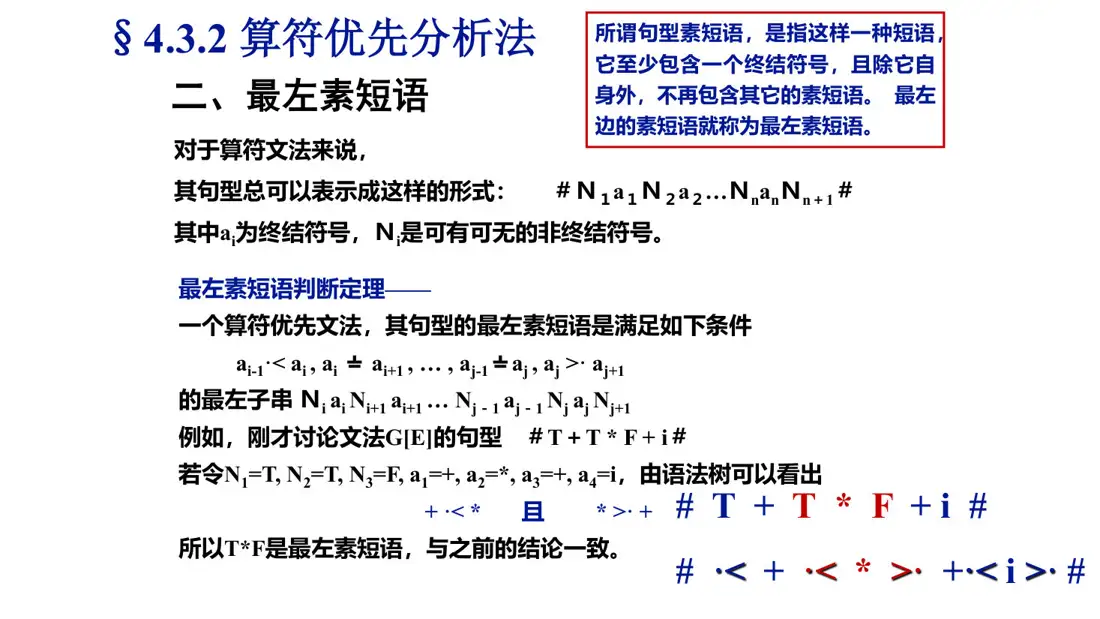 §4.3.2 算符优先分析法
所谓句型素短语，是指这样一种短语，
它至少包含一个终结符号，且除它自
身外，不再包含其它的素短语。 最左
边的素短语就称为最左素短语。
二、最左素短语
对于算符文法来说，
其句型总可以表示成这样的形式： #N₁a₁N₂a₂…NₙaₙNₙ₊₁#
其中aᵢ为终结符号，Nᵢ是可有可无的非终结符号。
最左素短语判断定理——
一个算符优先文法，其句型的最左素短语是满足如下条件
aᵢ₋₁·< aᵢ , aᵢ ≐ aᵢ₊₁ , … , aⱼ₋₁≐aⱼ , aⱼ >· aⱼ₊₁
的最左子串 Nᵢ aᵢ Nᵢ₊₁ aᵢ₊₁ … Nⱼ₋₁ aⱼ₋₁ Nⱼ aⱼ Nⱼ₊₁
例如，刚才讨论文法G[E]的句型 #T+T*F+i#
若令N₁=T, N₂=T, N₃=F, a₁=+, a₂=*, a₃=+, a₄=i，由语法树可以看出
+ ·< * 且 * >· +
# T + T * F + i #
所以T*F是最左素短语，与之前的结论一致。
# ·< + ·< * >· +·< i >· #